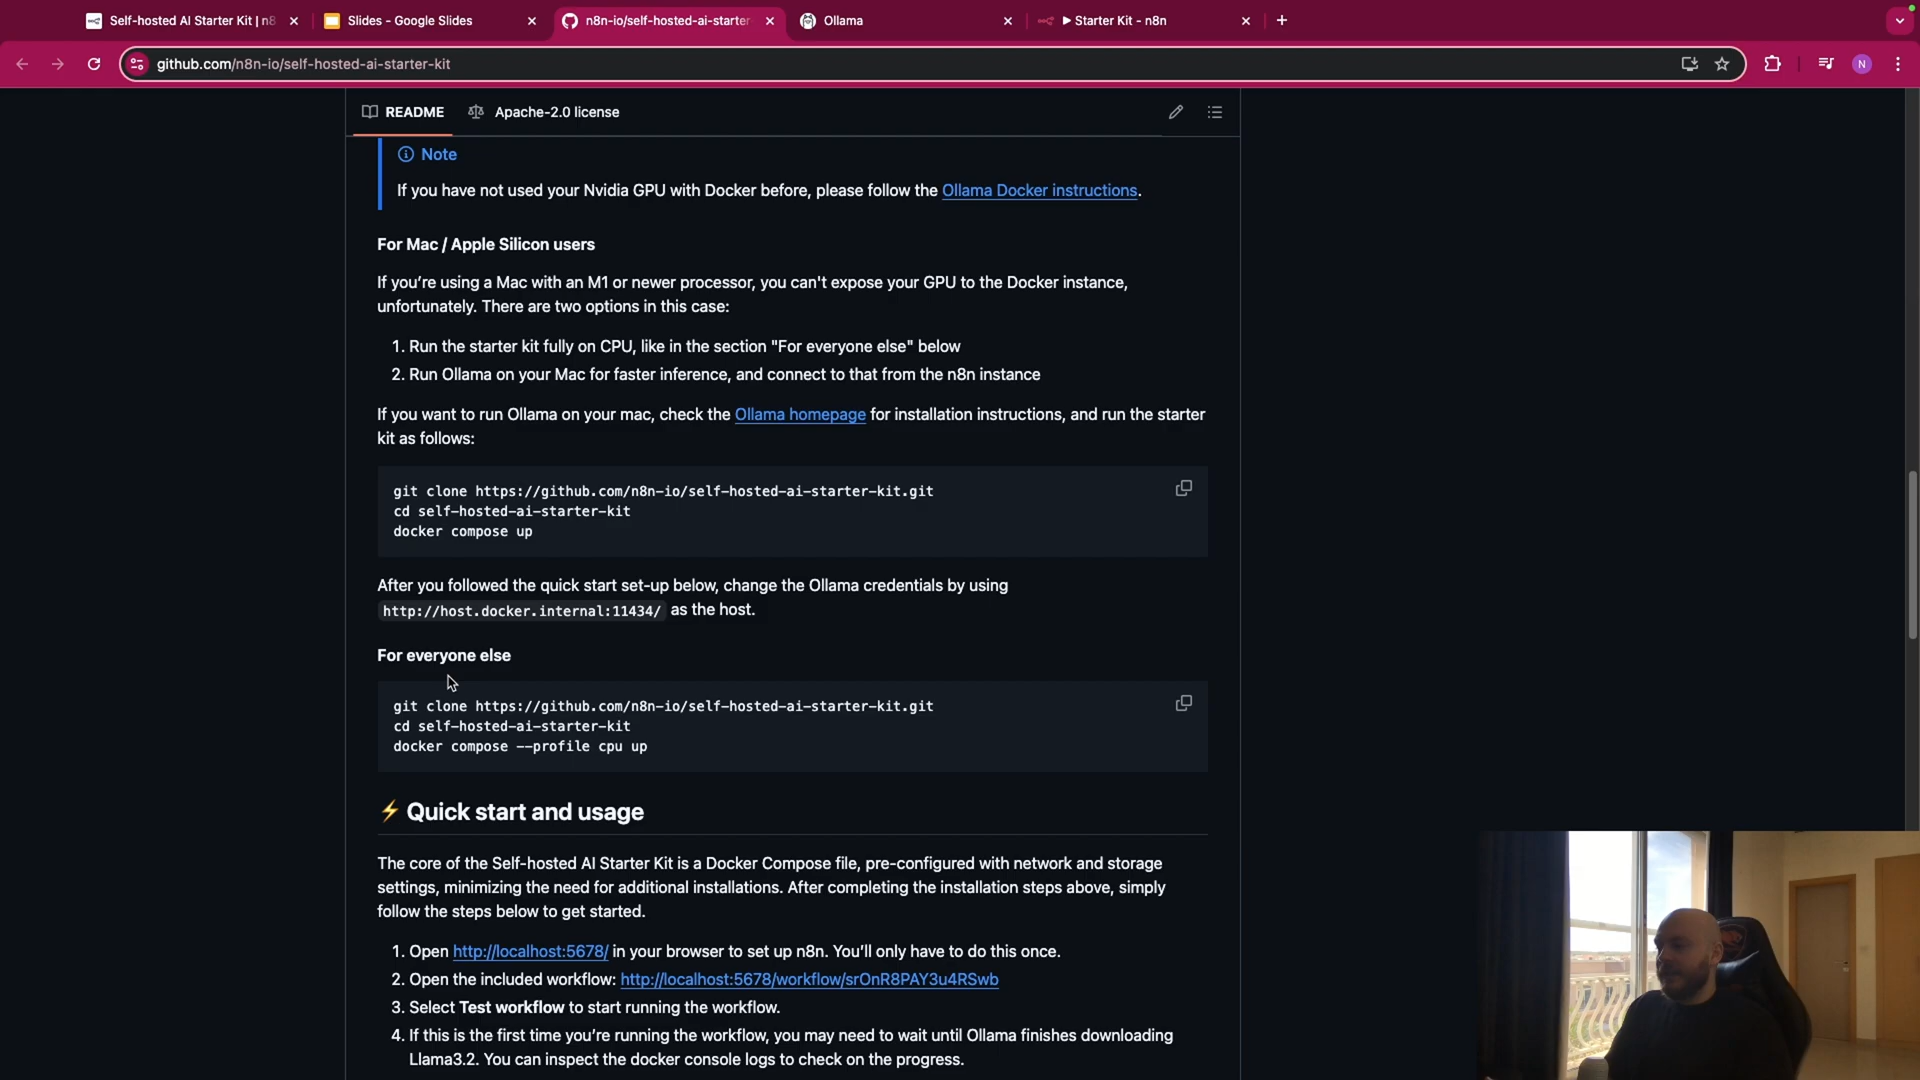 Self-hosted AI Starter Kit | n8
Slides - Google Slides
n8n-io/self-hosted-ai-starter
Ollama
▶ Starter Kit - n8n
github.com/n8n-io/self-hosted-ai-starter-kit
N
README
Apache-2.0 license
Note
If you have not used your Nvidia GPU with Docker before, please follow the Ollama Docker instructions.
For Mac / Apple Silicon users
If you’re using a Mac with an M1 or newer processor, you can't expose your GPU to the Docker instance,
unfortunately. There are two options in this case:
1. Run the starter kit fully on CPU, like in the section "For everyone else" below
2. Run Ollama on your Mac for faster inference, and connect to that from the n8n instance
If you want to run Ollama on your mac, check the Ollama homepage for installation instructions, and run the starter
kit as follows:
git clone https://github.com/n8n-io/self-hosted-ai-starter-kit.git
cd self-hosted-ai-starter-kit
docker compose up
After you followed the quick start set-up below, change the Ollama credentials by using
http://host.docker.internal:11434/ as the host.
For everyone else
git clone https://github.com/n8n-io/self-hosted-ai-starter-kit.git
cd self-hosted-ai-starter-kit
docker compose --profile cpu up
⚡ Quick start and usage
The core of the Self-hosted AI Starter Kit is a Docker Compose file, pre-configured with network and storage
settings, minimizing the need for additional installations. After completing the installation steps above, simply
follow the steps below to get started.
1. Open http://localhost:5678/ in your browser to set up n8n. You’ll only have to do this once.
2. Open the included workflow: http://localhost:5678/workflow/srOnR8PAY3u4RSwb
3. Select Test workflow to start running the workflow.
4. If this is the first time you’re running the workflow, you may need to wait until Ollama finishes downloading
Llama3.2. You can inspect the docker console logs to check on the progress.